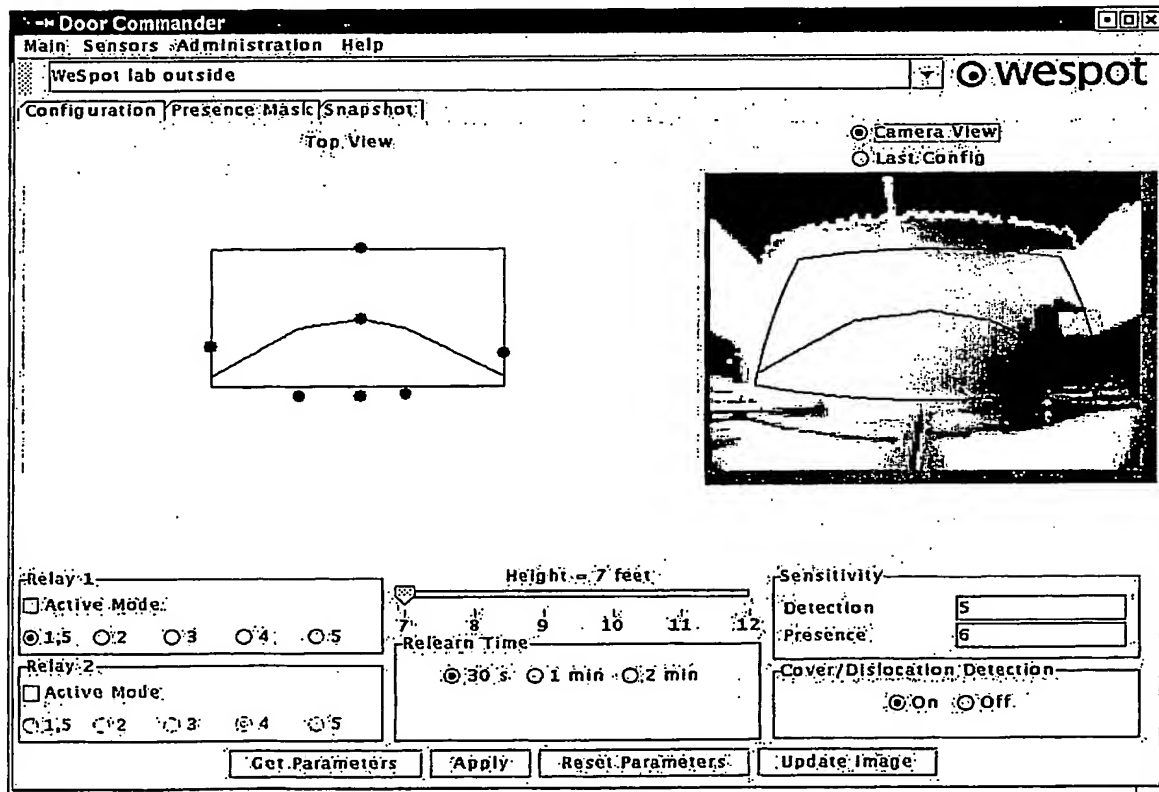 Door Commander
Main Sensors Administration Help
WeSpot lab outside
wespot
Configuration Presence Mask Snapshot
Top View
Camera View
Last Config
Relay 1
Active Mode
1,5 2 3 4 5
Relay 2
Active Mode
1,5 2 3 4 5
Height = 7 feet
7 8 9 10 11 12
Relearn Time
30 s 1 min 2 min
Sensitivity
Detection 5
Presence 6
Cover/Dislocation Detection
On Off
Get Parameters Apply Reset Parameters Update Image